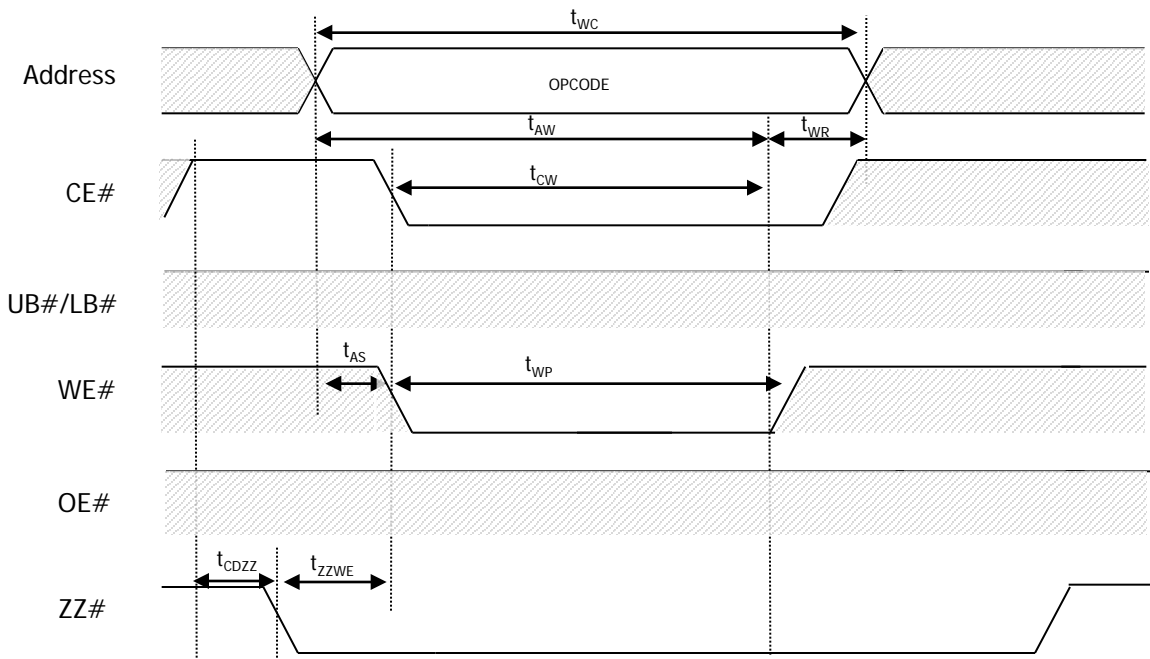 tWC
Address
OPCODE
tAW
tWR
CE#
tCW
UB#/LB#
tAS
tWP
WE#
OE#
tCDZZ
tZZWE
ZZ#